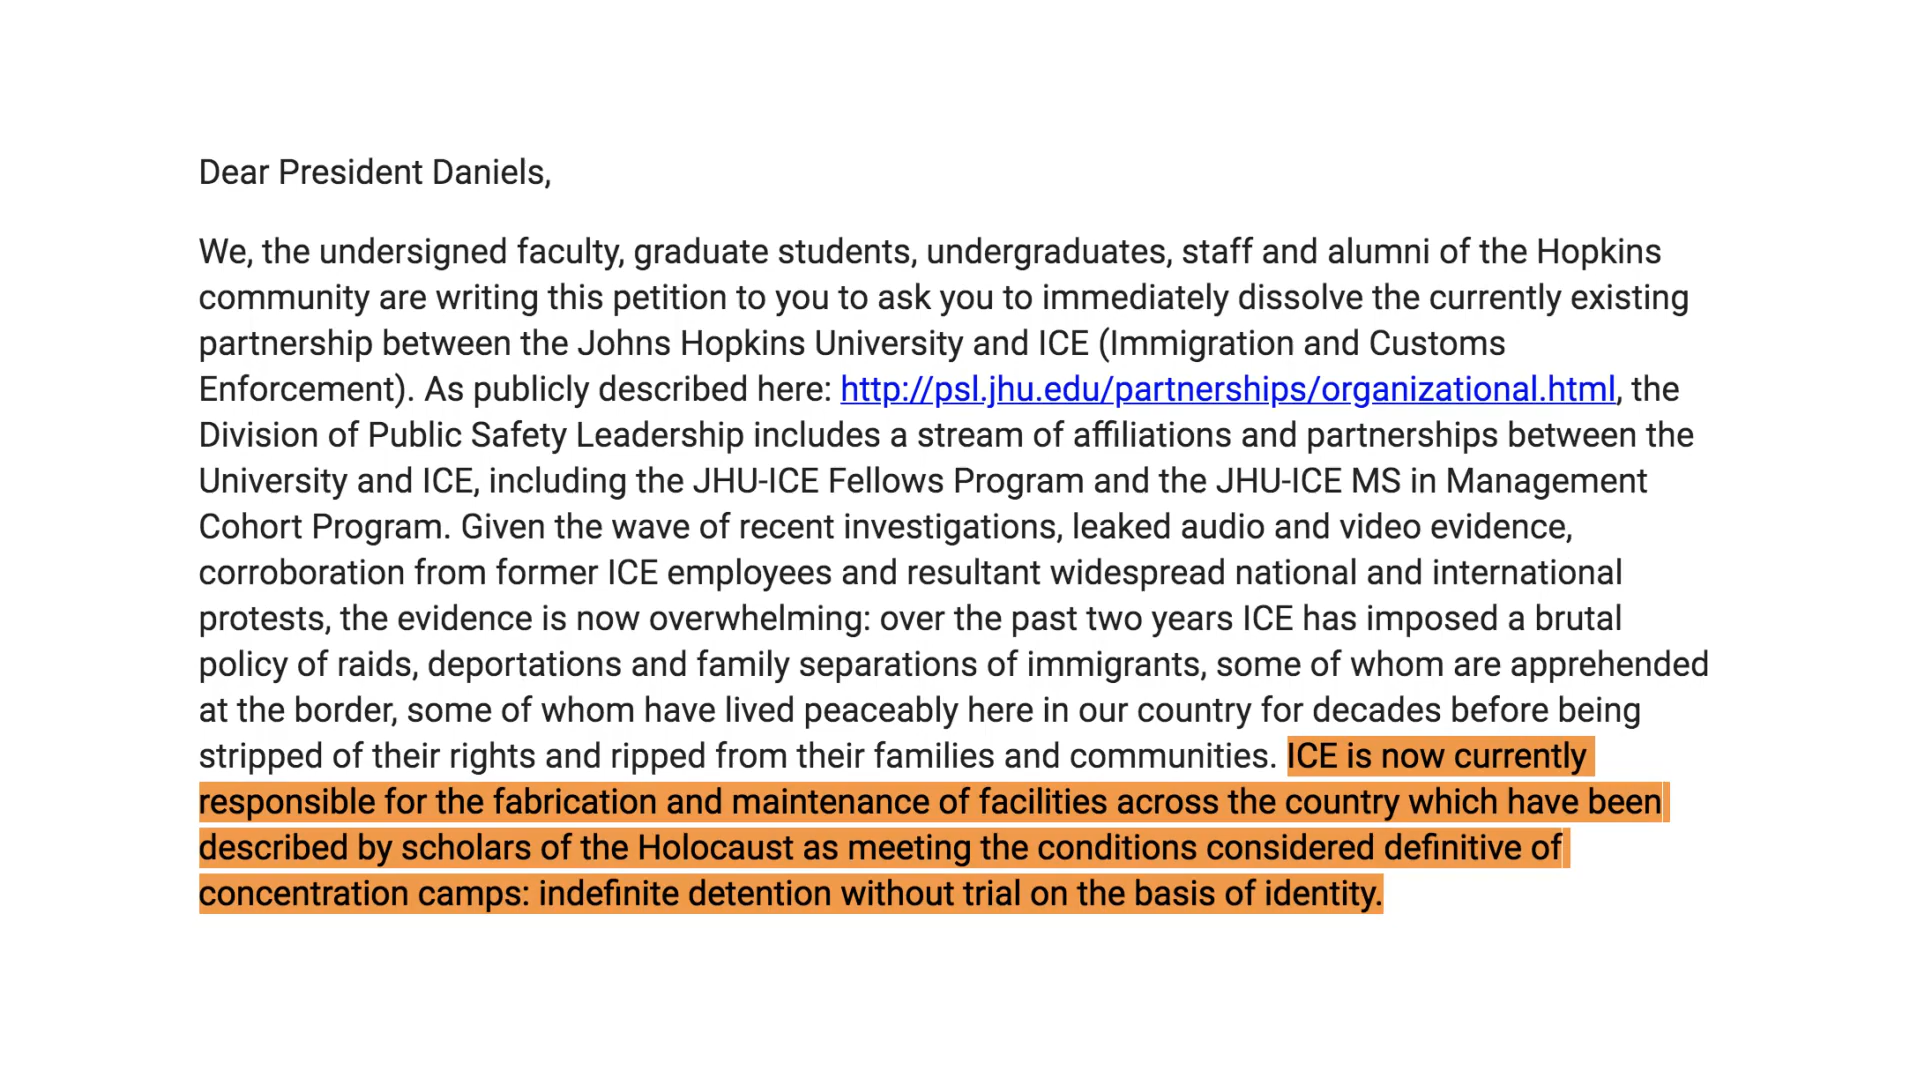 Dear President Daniels,
We, the undersigned faculty, graduate students, undergraduates, staff and alumni of the Hopkins
community are writing this petition to you to ask you to immediately dissolve the currently existing
partnership between the Johns Hopkins University and ICE (Immigration and Customs
Enforcement). As publicly described here: http://psl.jhu.edu/partnerships/organizational.html, the
Division of Public Safety Leadership includes a stream of affiliations and partnerships between the
University and ICE, including the JHU-ICE Fellows Program and the JHU-ICE MS in Management
Cohort Program. Given the wave of recent investigations, leaked audio and video evidence,
corroboration from former ICE employees and resultant widespread national and international
protests, the evidence is now overwhelming: over the past two years ICE has imposed a brutal
policy of raids, deportations and family separations of immigrants, some of whom are apprehended
at the border, some of whom have lived peaceably here in our country for decades before being
stripped of their rights and ripped from their families and communities. ICE is now currently
responsible for the fabrication and maintenance of facilities across the country which have been
described by scholars of the Holocaust as meeting the conditions considered definitive of
concentration camps: indefinite detention without trial on the basis of identity.